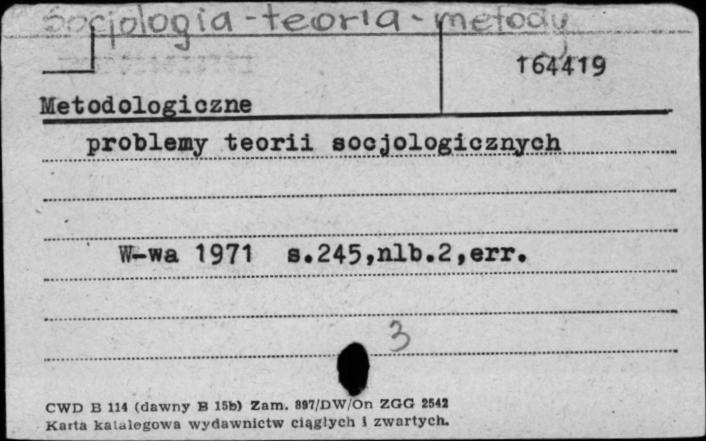 Socjologia - teoria - metody
164419
Metodologiczne
problemy teorii socjologicznych
W-wa 1971 s.245,nlb.2,err.
3
CWD B 114 (dawny B 15b) Zam. 897/DW/On ZGG 2542
Karta katalogowa wydawnictw ciągłych i zwartych.